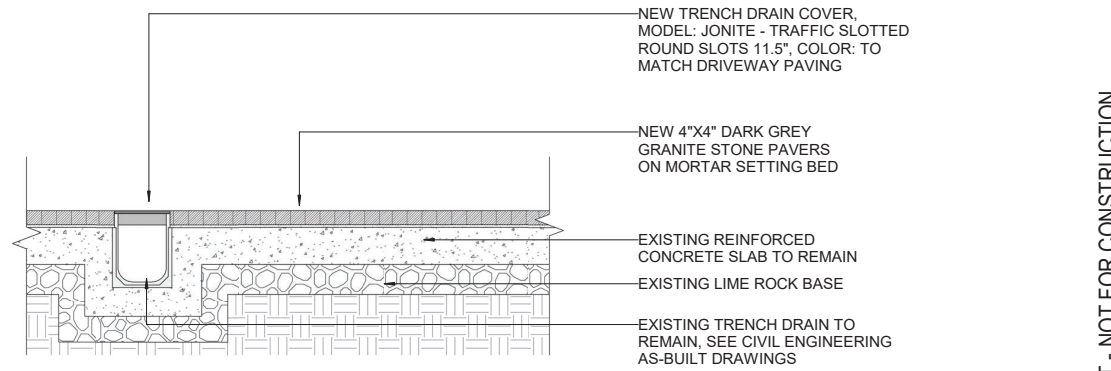 NEW TRENCH DRAIN COVER,
MODEL: JONITE - TRAFFIC SLOTTED
ROUND SLOTS 11.5", COLOR: TO
MATCH DRIVEWAY PAVING
NEW 4"X4" DARK GREY
GRANITE STONE PAVERS
ON MORTAR SETTING BED
EXISTING REINFORCED
CONCRETE SLAB TO REMAIN
EXISTING LIME ROCK BASE
EXISTING TRENCH DRAIN TO
REMAIN, SEE CIVIL ENGINEERING
AS-BUILT DRAWINGS
- NOT FOR CONSTRUCTION